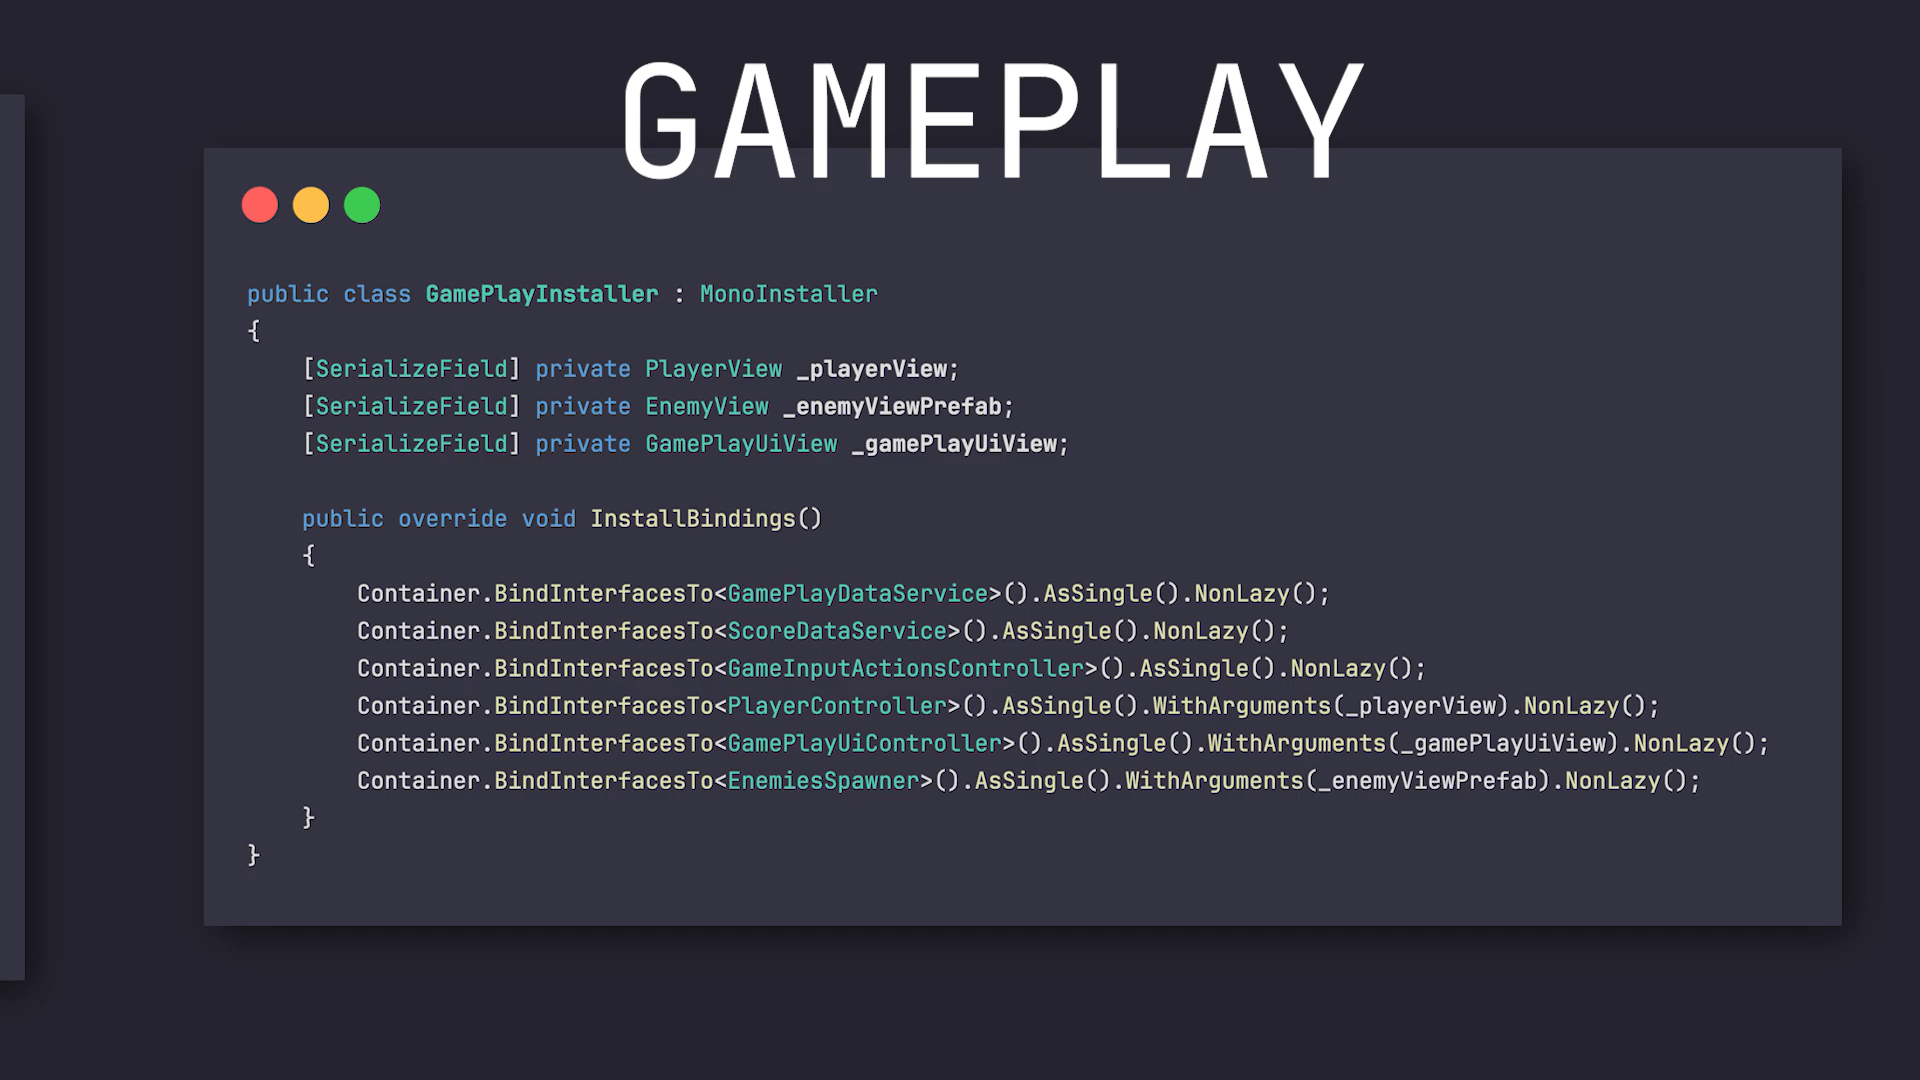 GAMEPLAY
public class GamePlayInstaller : MonoInstaller
{
    [SerializeField] private PlayerView _playerView;
    [SerializeField] private EnemyView _enemyViewPrefab;
    [SerializeField] private GamePlayUiView _gamePlayUiView;

    public override void InstallBindings()
    {
        Container.BindInterfacesTo<GamePlayDataService>().AsSingle().NonLazy();
        Container.BindInterfacesTo<ScoreDataService>().AsSingle().NonLazy();
        Container.BindInterfacesTo<GameInputActionsController>().AsSingle().NonLazy();
        Container.BindInterfacesTo<PlayerController>().AsSingle().WithArguments(_playerView).NonLazy();
        Container.BindInterfacesTo<GamePlayUiController>().AsSingle().WithArguments(_gamePlayUiView).NonLazy();
        Container.BindInterfacesTo<EnemiesSpawner>().AsSingle().WithArguments(_enemyViewPrefab).NonLazy();
    }
}